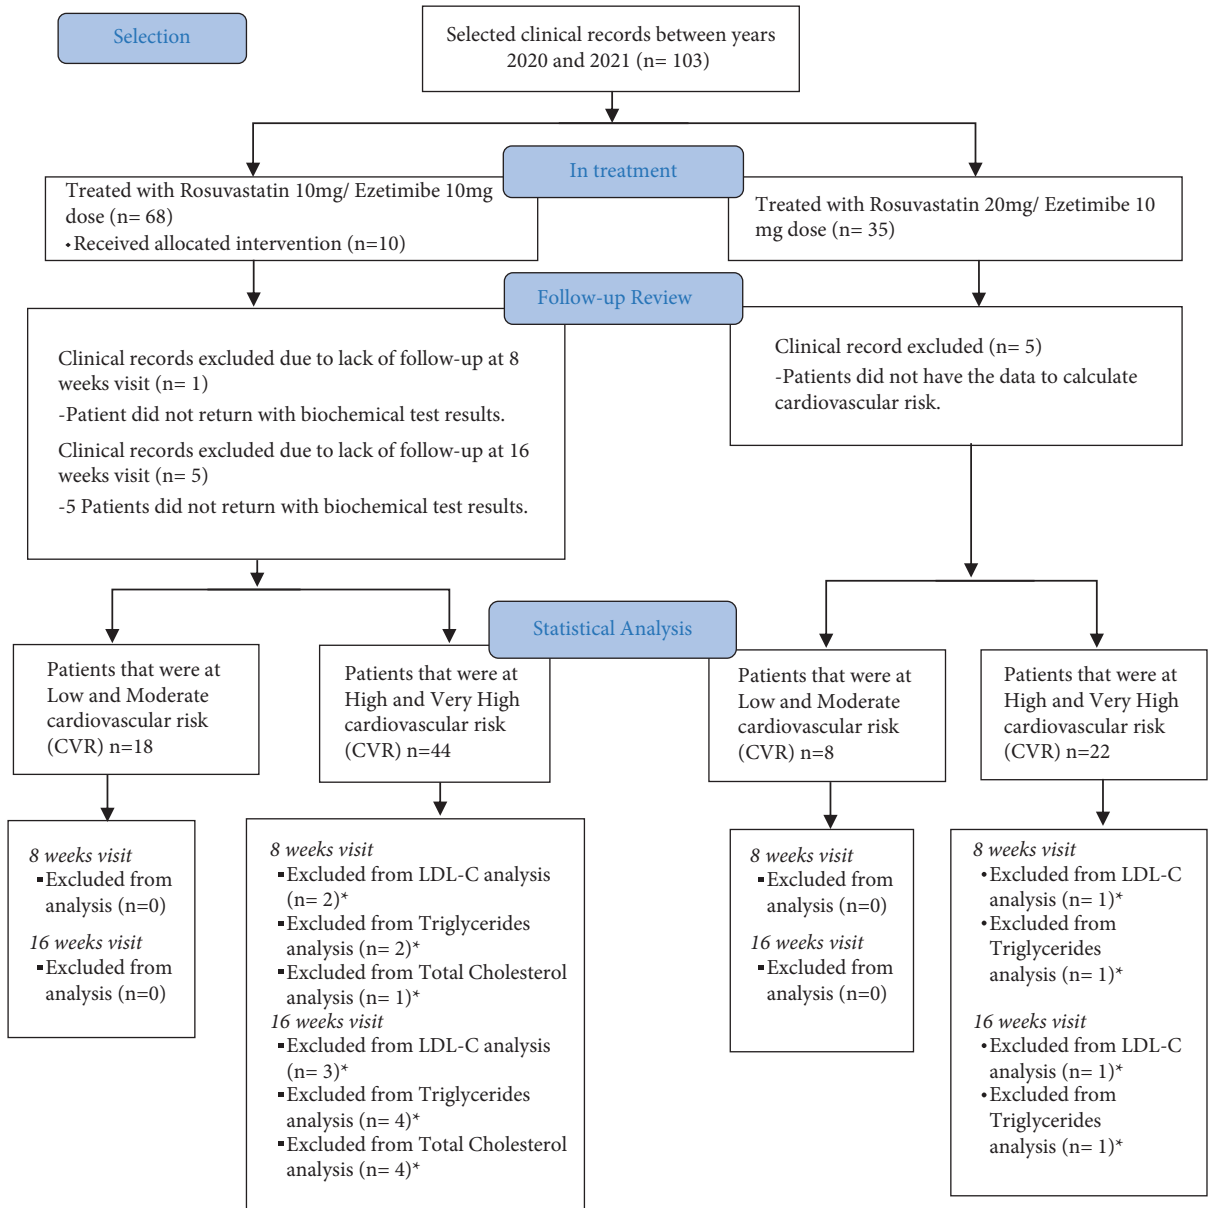 Selection
Selected clinical records between years
2020 and 2021 (n= 103)
In treatment
Treated with Rosuvastatin 10mg/ Ezetimibe 10mg
dose (n= 68)
•Received allocated intervention (n=10)
Treated with Rosuvastatin 20mg/ Ezetimibe 10
mg dose (n= 35)
Follow-up Review
Clinical records excluded due to lack of follow-up at 8
weeks visit (n= 1)
-Patient did not return with biochemical test results.
Clinical records excluded due to lack of follow-up at 16
weeks visit (n= 5)
-5 Patients did not return with biochemical test results.
Clinical record excluded (n= 5)
-Patients did not have the data to calculate
cardiovascular risk.
Statistical Analysis
Patients that were at
Low and Moderate
cardiovascular risk
(CVR) n=18
Patients that were at
High and Very High
cardiovascular risk
(CVR) n=44
Patients that were at
Low and Moderate
cardiovascular risk
(CVR) n=8
Patients that were at
High and Very High
cardiovascular risk
(CVR) n=22
8 weeks visit
▪Excluded from
analysis (n=0)
16 weeks visit
▪Excluded from
analysis (n=0)
8 weeks visit
▪Excluded from LDL-C analysis
(n= 2)*
▪Excluded from Triglycerides
analysis (n= 2)*
▪Excluded from Total Cholesterol
analysis (n= 1)*
16 weeks visit
▪Excluded from LDL-C analysis
(n= 3)*
▪Excluded from Triglycerides
analysis (n= 4)*
▪Excluded from Total Cholesterol
analysis (n= 4)*
8 weeks visit
▪Excluded from
analysis (n=0)
16 weeks visit
▪Excluded from
analysis (n=0)
8 weeks visit
•Excluded from LDL-C
analysis (n= 1)*
•Excluded from
Triglycerides
analysis (n= 1)*
16 weeks visit
•Excluded from LDL-C
analysis (n= 1)*
•Excluded from
Triglycerides
analysis (n= 1)*